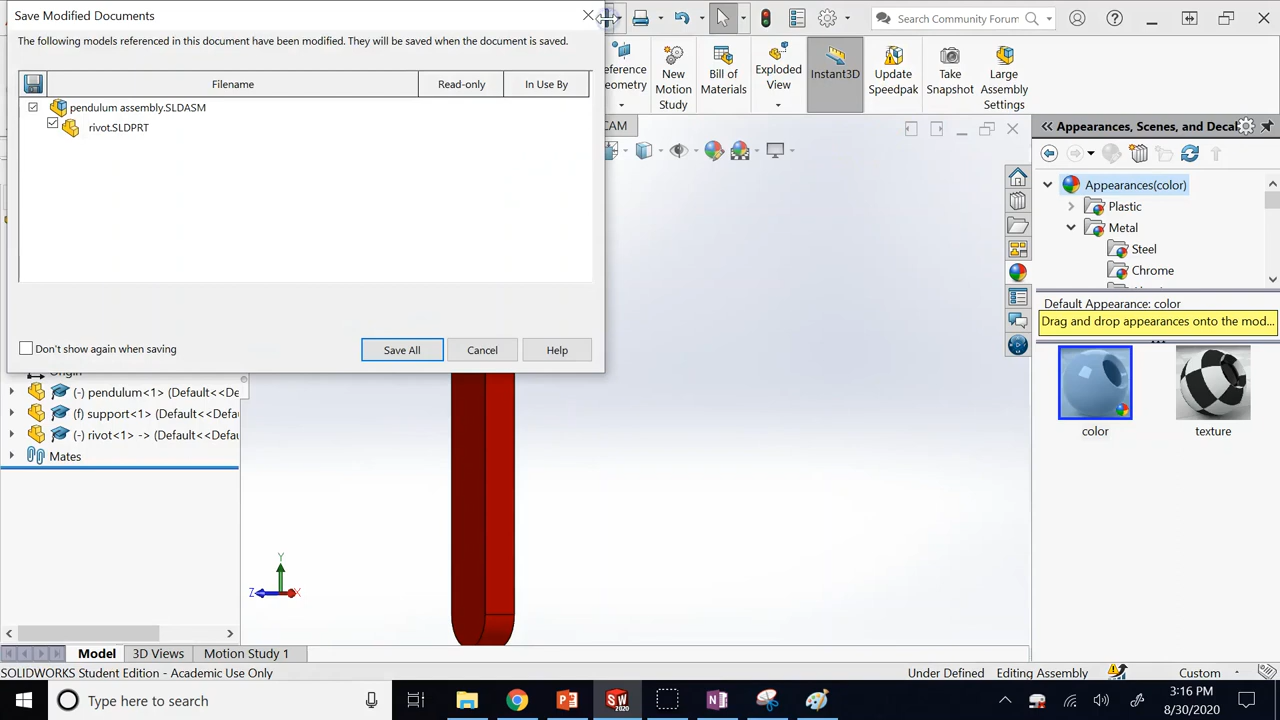 Save Modified Documents
The following models referenced in this document have been modified. They will be saved when the document is saved.
Filename Read-only In Use By
pendulum assembly.SLDASM
rivot.SLDPRT
Don't show again when saving
Save All Cancel Help
Search Community Forum
New Motion Study
Bill of Materials
Exploded View
Instant3D
Update Speedpak
Take Snapshot
Large Assembly Settings
Appearances, Scenes, and Decal
Appearances(color)
Plastic
Metal
Steel
Chrome
Default Appearance: color
Drag and drop appearances onto the mod...
color texture
(-) pendulum<1> (Default<<De
(f) support<1> (Default<<Defa
(-) rivot<1> -> (Default<<Defau
Mates
Y
Z X
Model 3D Views Motion Study 1
SOLIDWORKS Student Edition - Academic Use Only
Under Defined Editing Assembly Custom
Type here to search
SW 2020
3:16 PM
8/30/2020